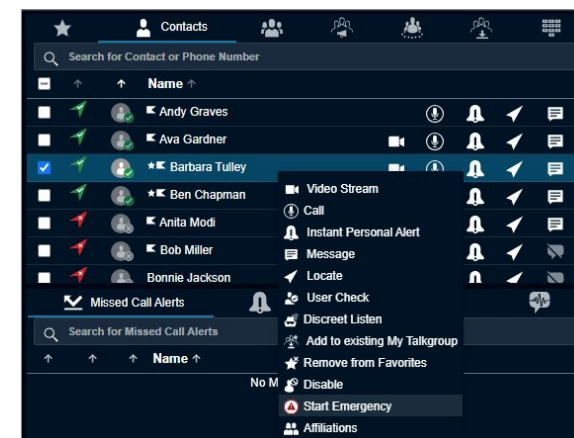 Contacts
Search for Contact or Phone Number
Name
Andy Graves
Ava Gardner
Barbara Tulley
Ben Chapman
Anita Modi
Bob Miller
Bonnie Jackson
Video Stream
Call
Instant Personal Alert
Message
Locate
User Check
Discreet Listen
Add to existing My Talkgroup
Remove from Favorites
Disable
Start Emergency
Affiliations
Missed Call Alerts
Search for Missed Call Alerts
Name
No M